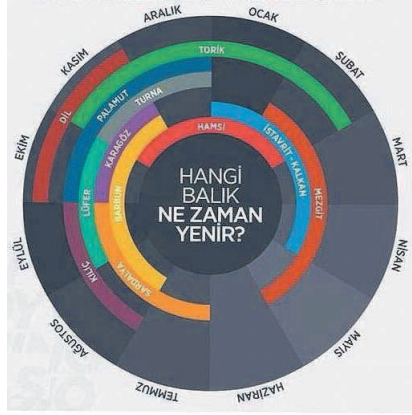 ARALIK
OCAK
ŞUBAT
MART
NİSAN
MAYIS
HAZİRAN
TEMMUZ
AĞUSTOS
EYLÜL
EKİM
KASIM
TORİK
DİL
PALAMUT
TURNA
KARAGÖZ
HAMSİ
İSTAVRİT - KALKAN
MEZGİT
LÜFER
BARBUN
KILIÇ
SARDALYA
HANGİ
BALIK
NE ZAMAN
YENİR?